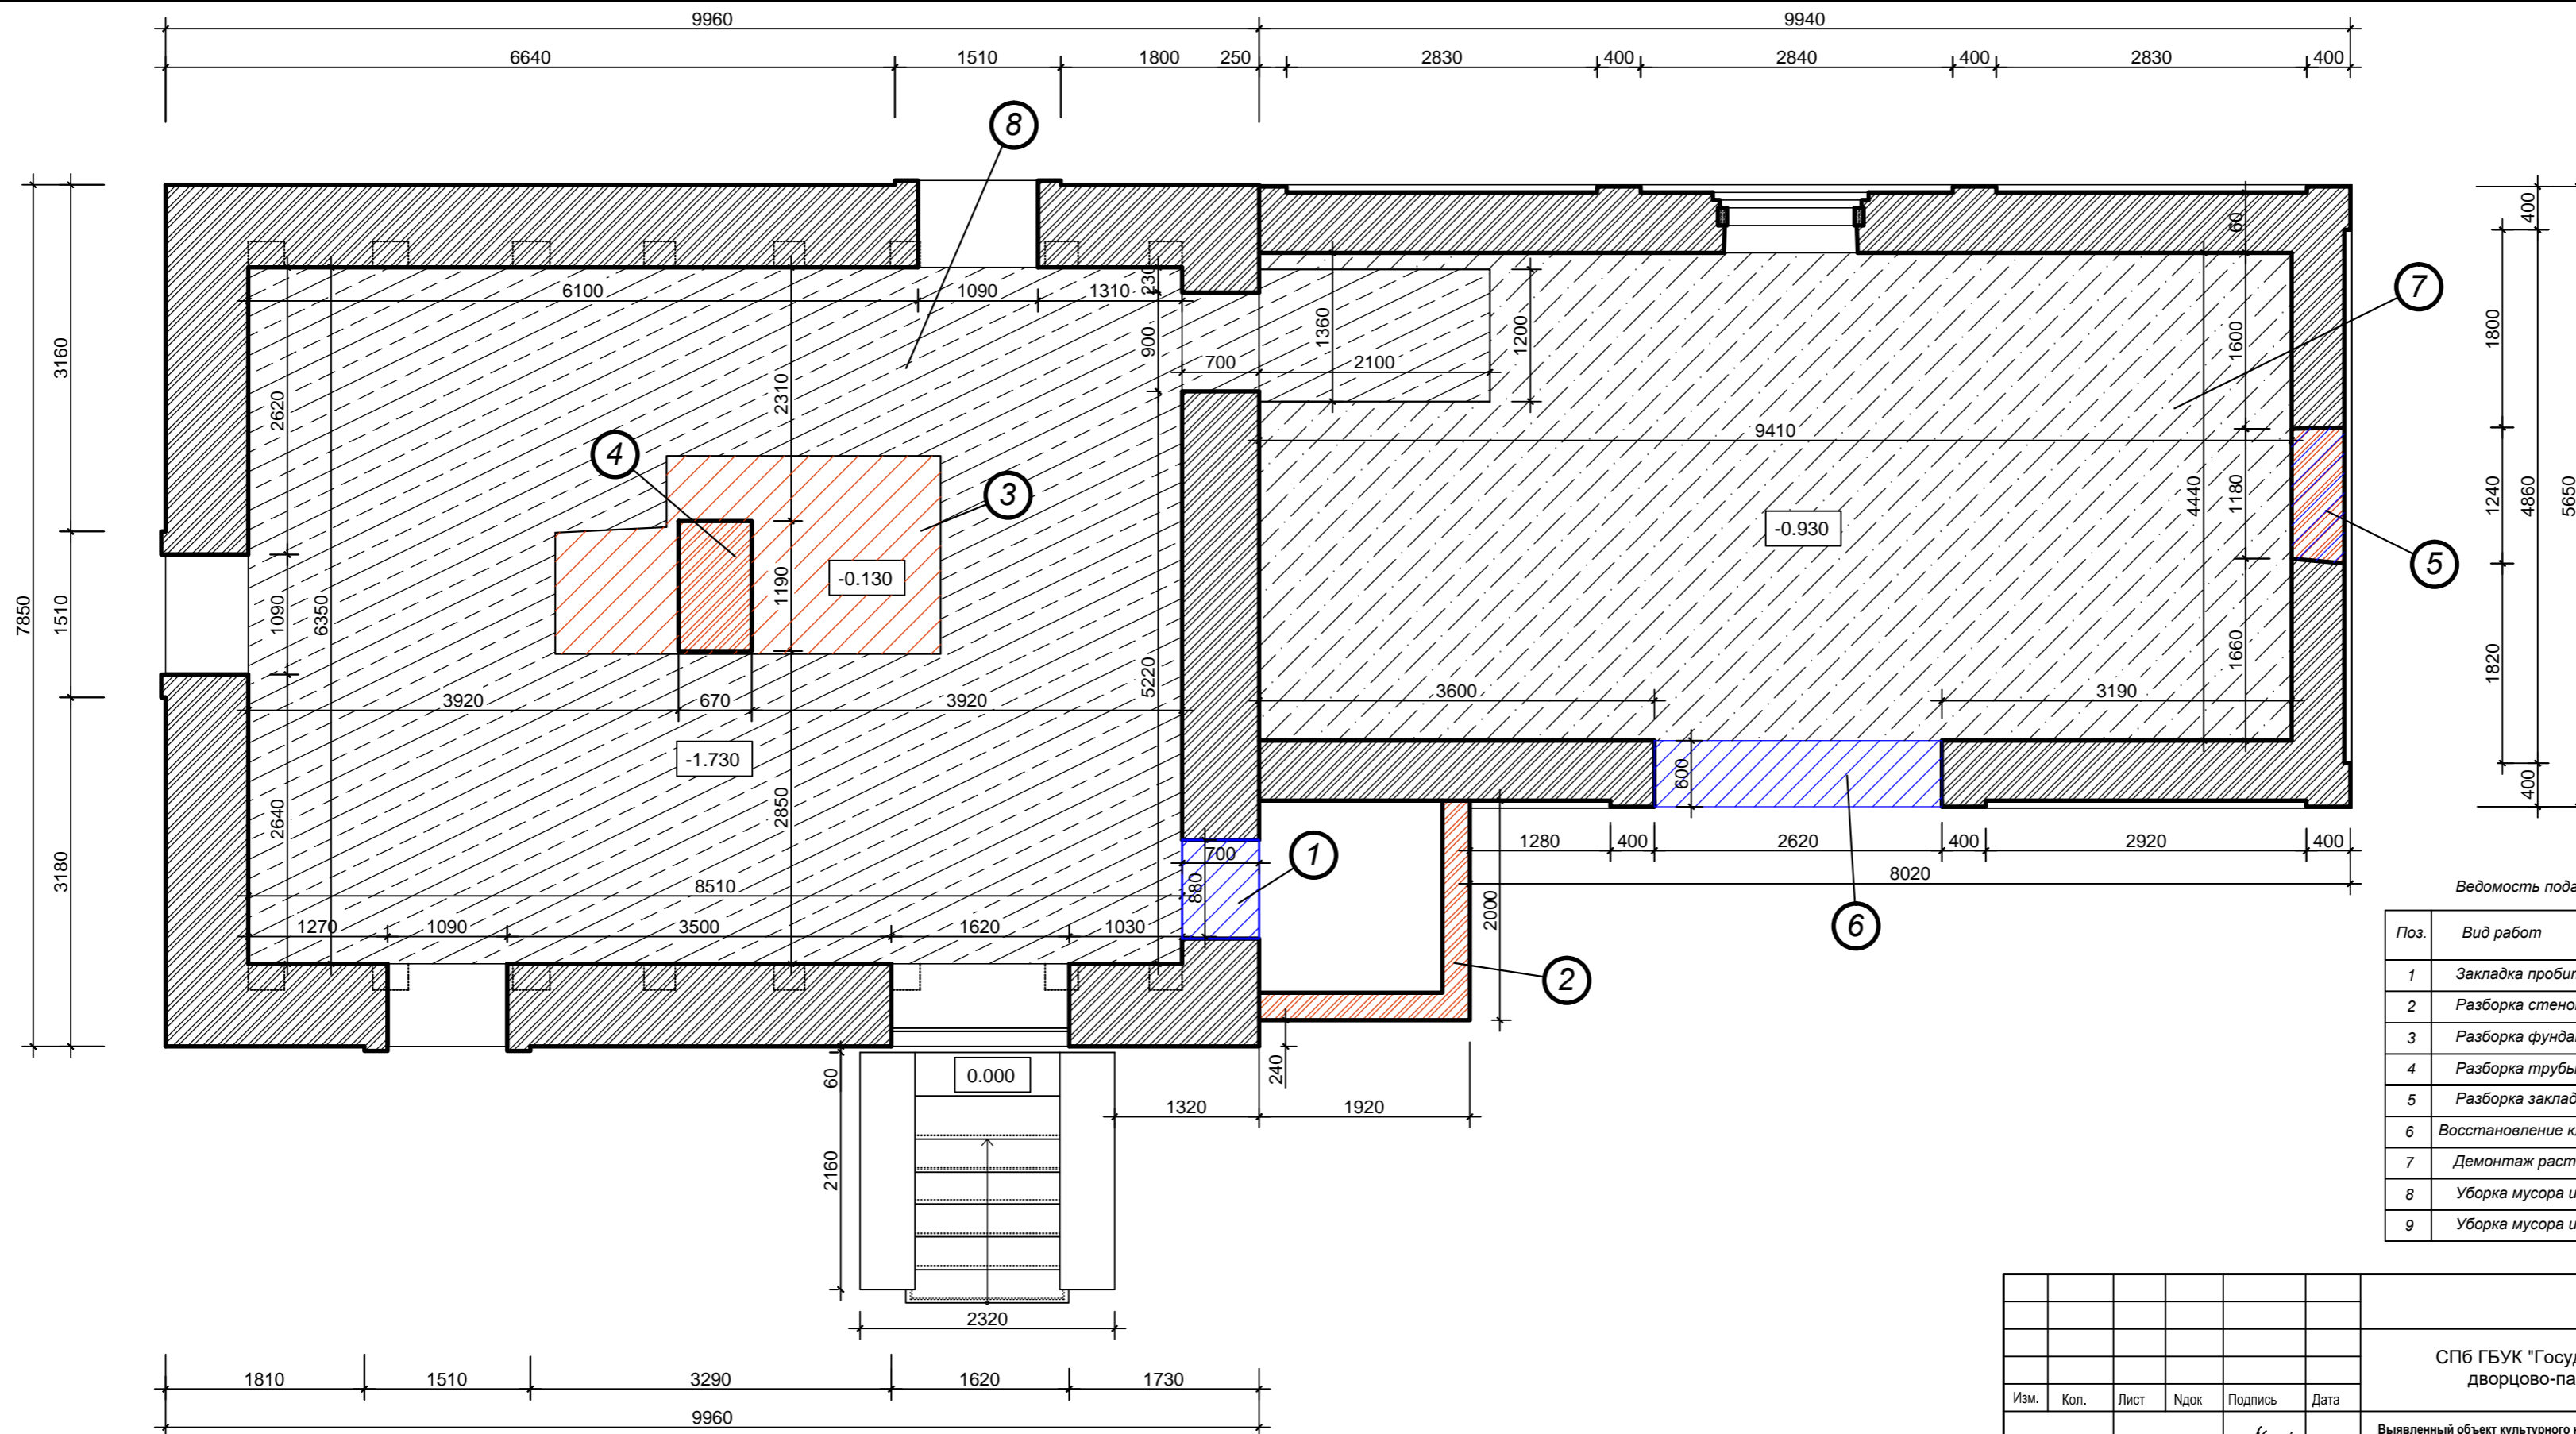 9960 9940
6640 1510 1800 250 2830 400 2840 400 2830 400
8
7
400
60
6100 1090 1310 230
1360 1200
900
1600
1800
3160
700 2100
2620
2310
9410
4
3
7850
1510
1090
6350
1190
-0.130
-0.930
4440
1180
1240
4860
5650
5
5220
1660
1820
3920 670 3920
3600 3190
-1.730
600
400
3180
2640
2850
700
880
1
1280 400 2620 400 2920 400
8510
8020
6
2000
1270 1090 3500 1620 1030
2
Ведомость пода
Поз. Вид работ
1 Закладка пробит
2 Разборка стено
3 Разборка фунда
4 Разборка трубы
5 Разборка заклад
6 Восстановление к
7 Демонтаж раст
8 Уборка мусора и
9 Уборка мусора и
60
0.000
240
1320 1920
2160
2320
1810 1510 3290 1620 1730
9960
СПб ГБУК "Госуд
дворцово-па
Изм. Кол. Лист Nдок Подпись Дата
Выявленный объект культурного